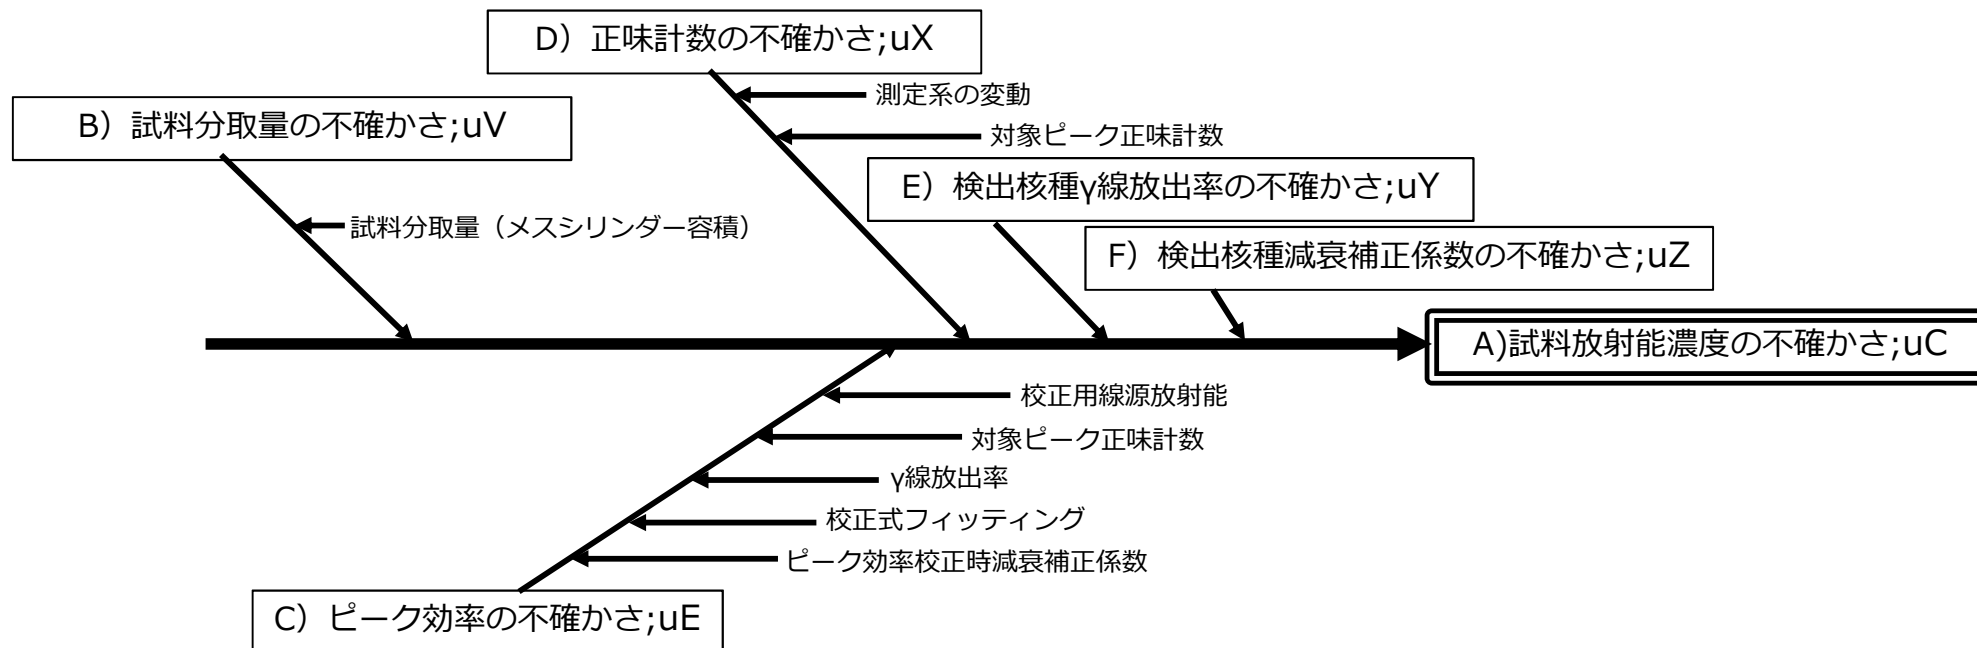 D）正味計数の不確かさ;uX
測定系の変動
B）試料分取量の不確かさ;uV
対象ピーク正味計数
E）検出核種γ線放出率の不確かさ;uY
試料分取量（メスシリンダー容積）
F）検出核種減衰補正係数の不確かさ;uZ
A)試料放射能濃度の不確かさ;uC
校正用線源放射能
対象ピーク正味計数
γ線放出率
校正式フィッティング
ピーク効率校正時減衰補正係数
C）ピーク効率の不確かさ;uE